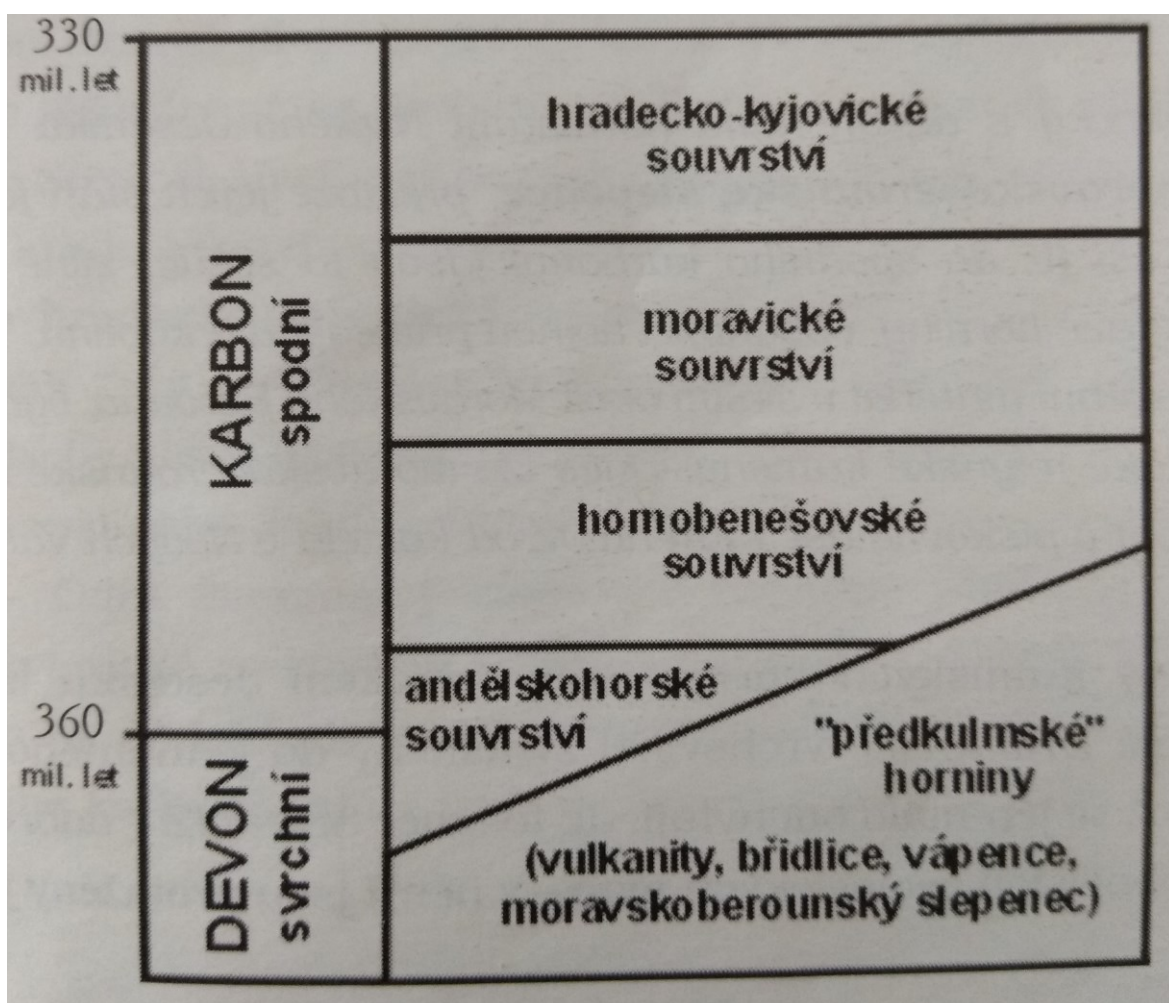 330
mil. let
hradecko-kyjovické
souvrství
moravické
souvrství
KARBON
spodní
hornobenešovské
souvrství
andělskohorské
souvrství
360
mil. let
"předkulmské"
horniny
DEVON
svrchní
(vulkanity, břidlice, vápence,
moravskoberounský slepenec)